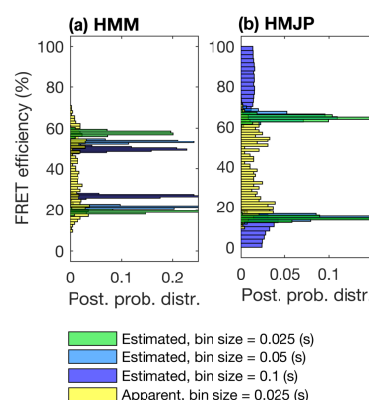 (a) HMM (b) HMJP
100 100
80 80
60 60
40 40
20 20
0 0
FRET efficiency (%)
0 0.1 0.2 0 0.05 0.1
Post. prob. distr. Post. prob. distr.
Estimated, bin size = 0.025 (s)
Estimated, bin size = 0.05 (s)
Estimated, bin size = 0.1 (s)
Apparent, bin size = 0.025 (s)